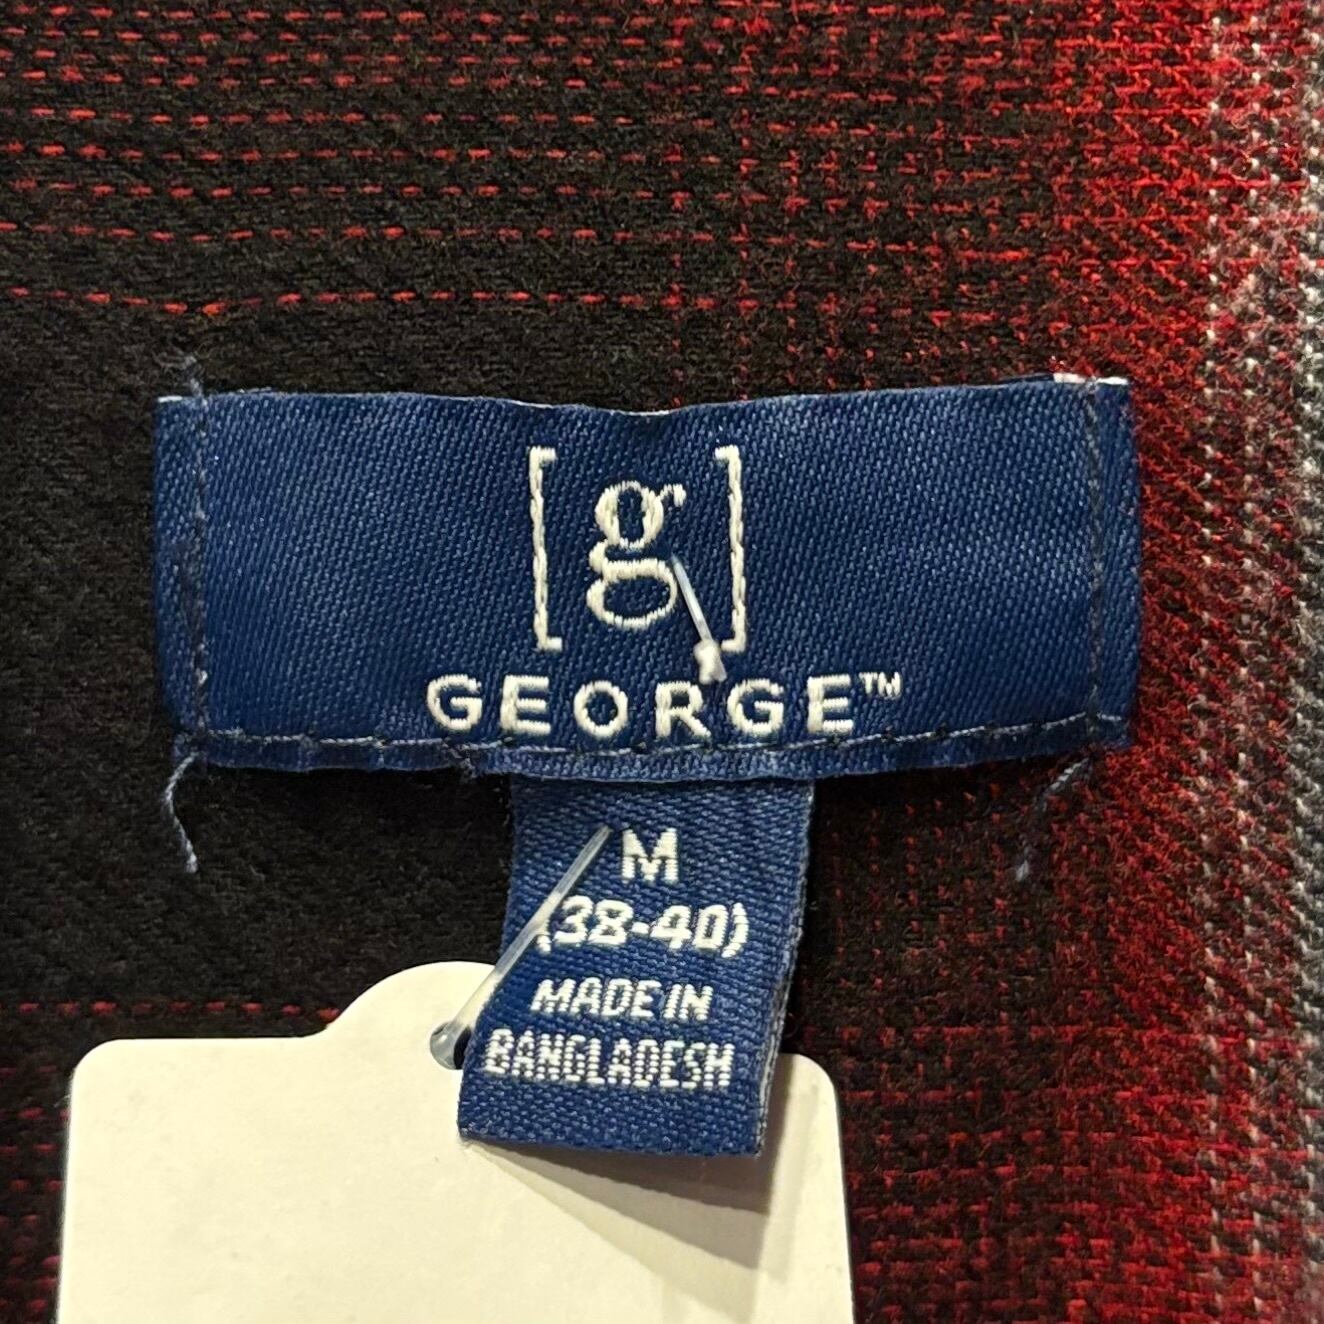 [g]
GEORGE™
M
(38-40)
MADE IN
BANGLADESH